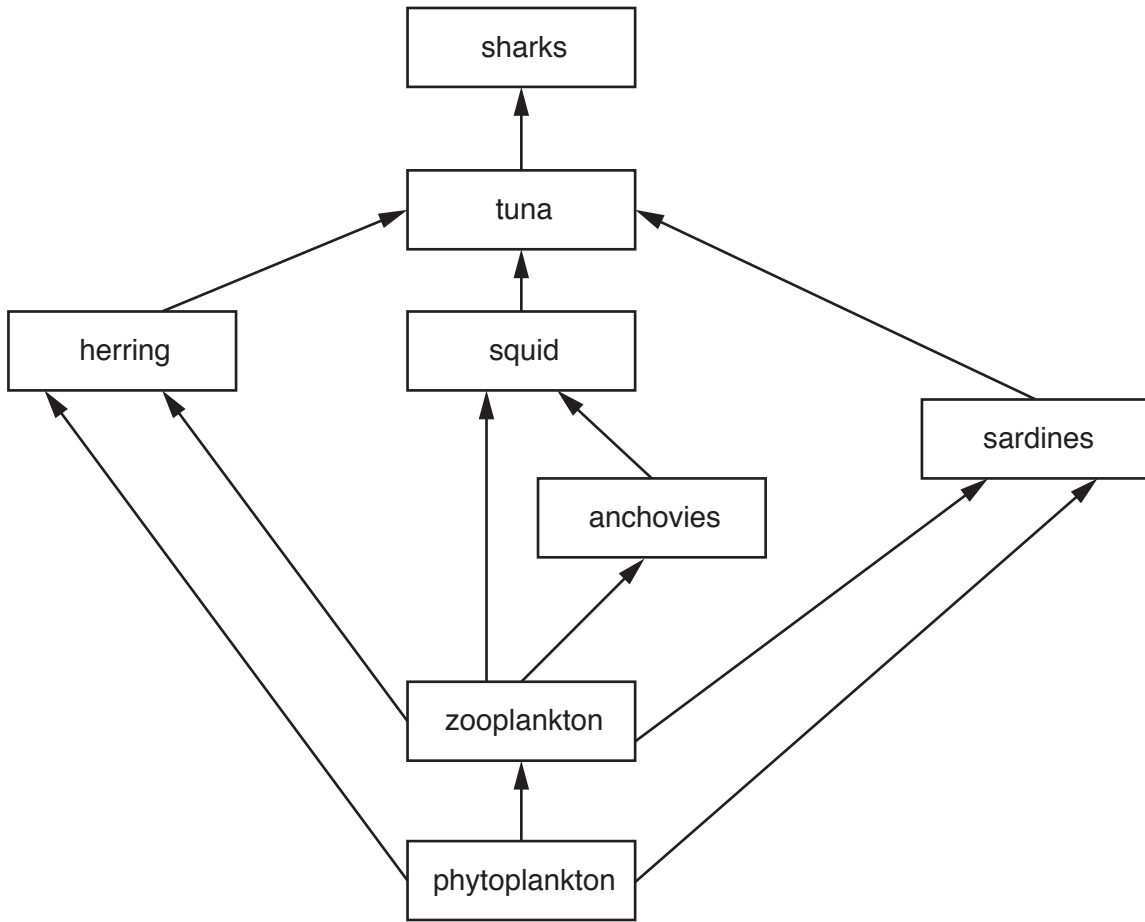 sharks
tuna
herring
squid
sardines
anchovies
zooplankton
phytoplankton